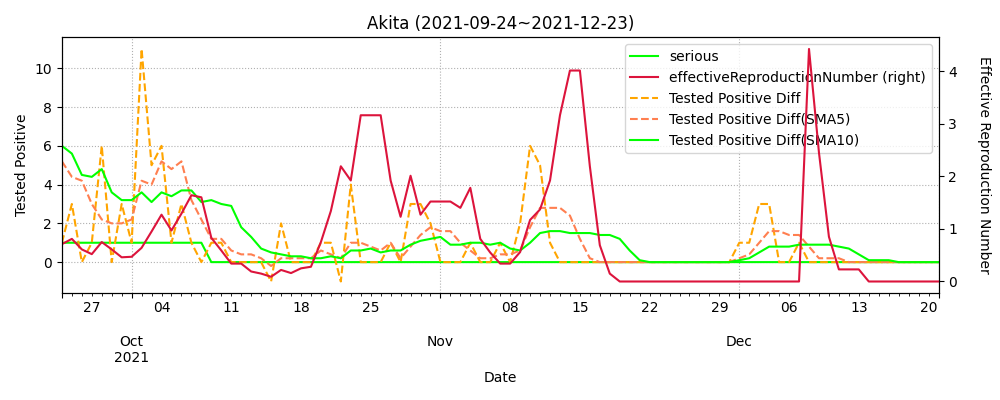 Akita (2021-09-24~2021-12-23)
serious
effectiveReproductionNumber (right)
Tested Positive Diff
Tested Positive Diff(SMA5)
Tested Positive Diff(SMA10)
Tested Positive
10
8
6
4
2
0
4
3
2
1
0
Effective Reproduction Number
27 04 11 18 25 08 15 22 29 06 13 20
Oct Nov Dec
2021
Date